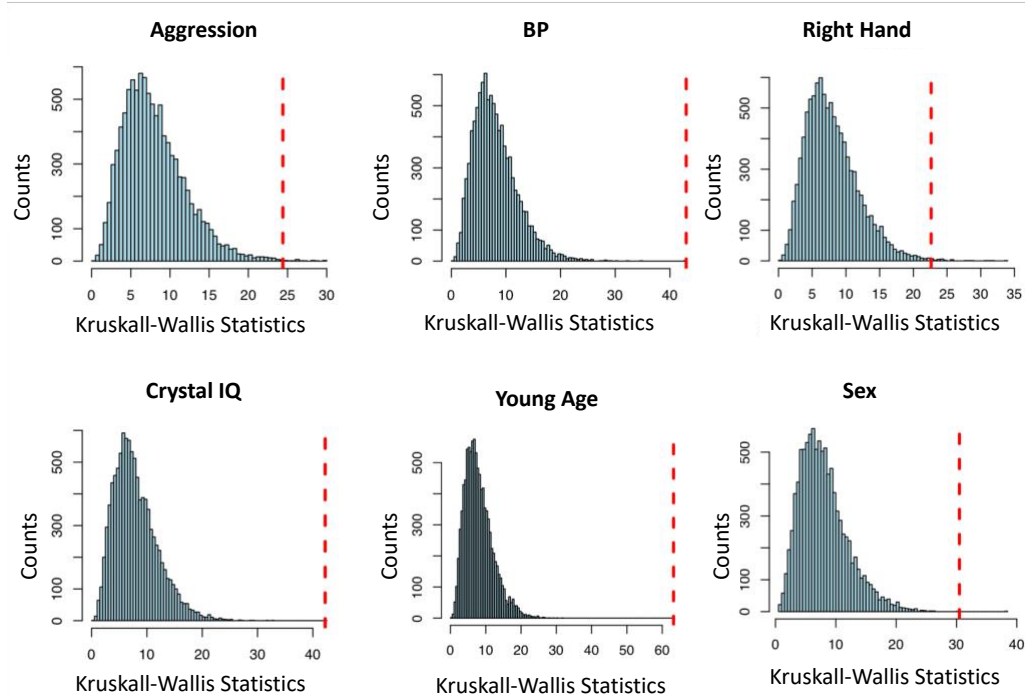 Aggression
BP
Right Hand
Counts
500
300
100
0
0 5 10 15 20 25 30
Kruskall-Wallis Statistics
Counts
500
300
100
0
0 10 20 30 40
Kruskall-Wallis Statistics
Counts
500
300
100
0
0 5 10 15 20 25 30 35
Kruskall-Wallis Statistics
Crystal IQ
Young Age
Sex
Counts
500
300
100
0
0 10 20 30 40
Kruskall-Wallis Statistics
Counts
500
300
100
0
0 10 20 30 40 50 60
Kruskall-Wallis Statistics
Counts
500
300
100
0
0 10 20 30 40
Kruskall-Wallis Statistics